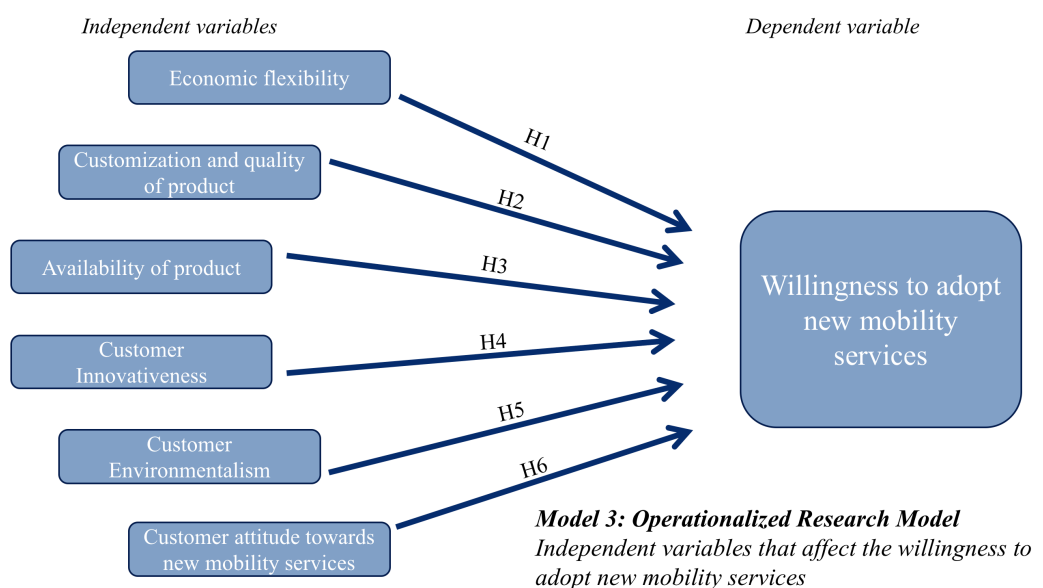 Independent variables
Dependent variable
Economic flexibility
H1
Customization and quality
of product
H2
Availability of product
H3
Willingness to adopt
new mobility
services
Customer
Innovativeness
H4
Customer
Environmentalism
H5
Customer attitude towards
new mobility services
H6
Model 3: Operationalized Research Model
Independent variables that affect the willingness to
adopt new mobility services